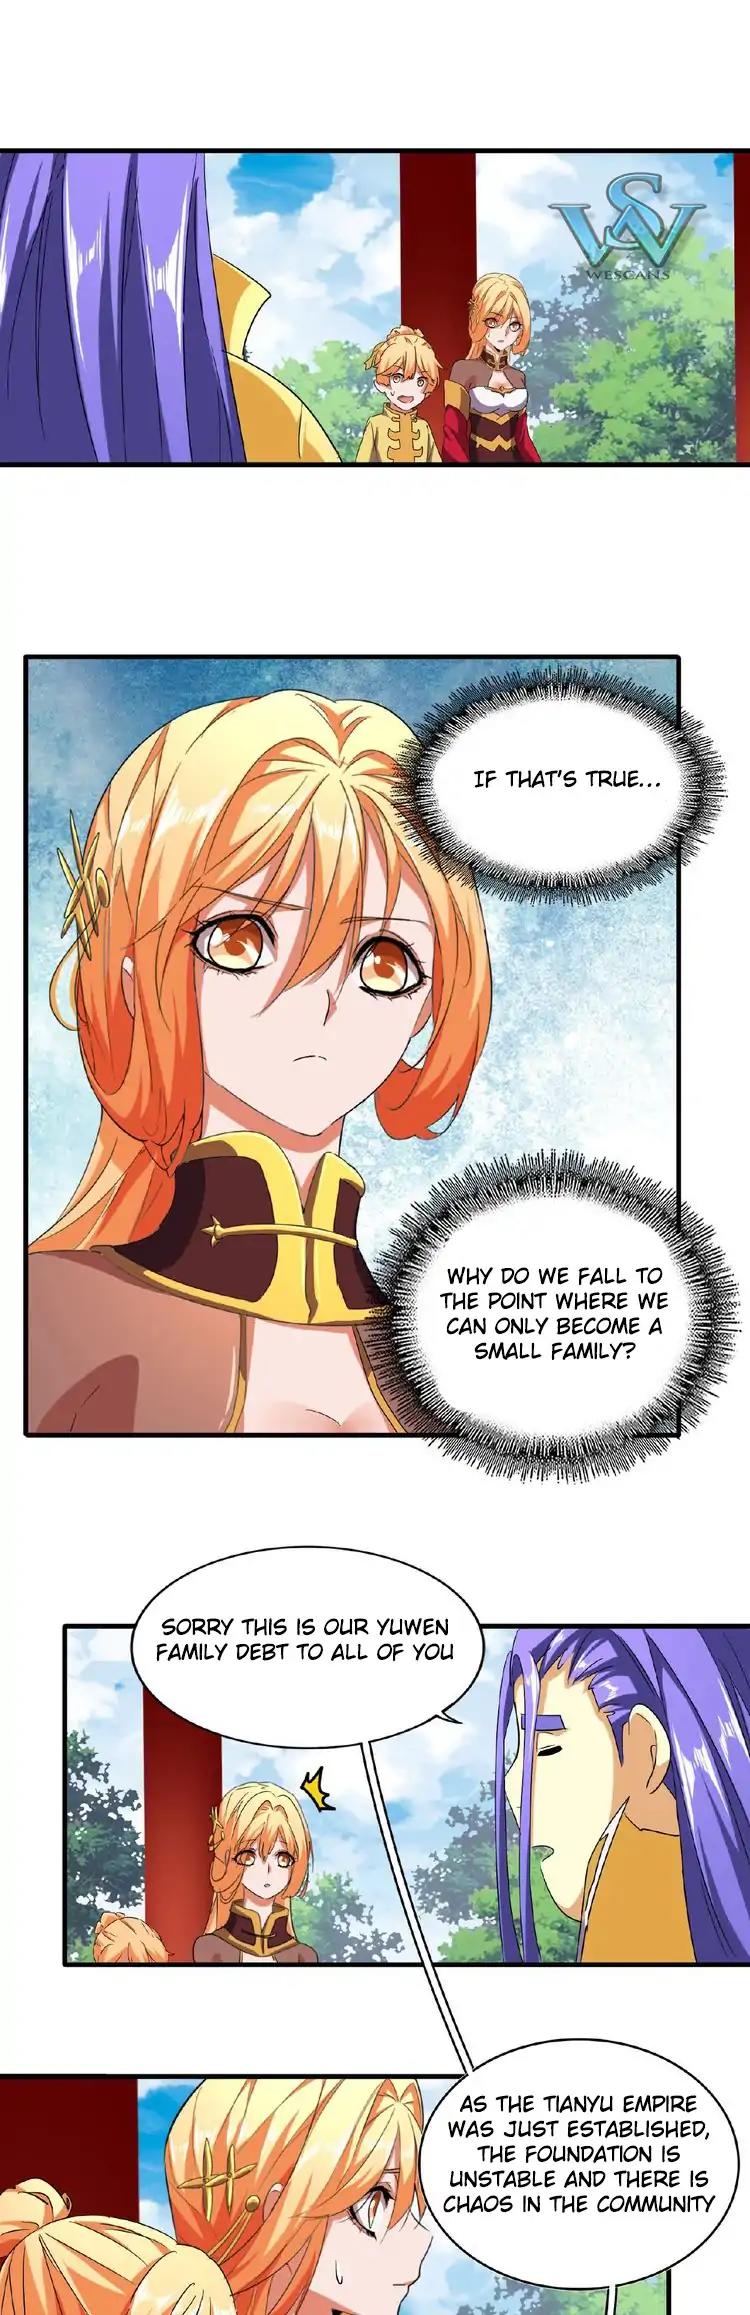 SW
WESCANS
IF THAT'S TRUE...
WHY DO WE FALL TO
THE POINT WHERE WE
CAN ONLY BECOME A
SMALL FAMILY?
SORRY THIS IS OUR YUWEN
FAMILY DEBT TO ALL OF YOU
AS THE TIANYU EMPIRE
WAS JUST ESTABLISHED,
THE FOUNDATION IS
UNSTABLE AND THERE IS
CHAOS IN THE COMMUNITY